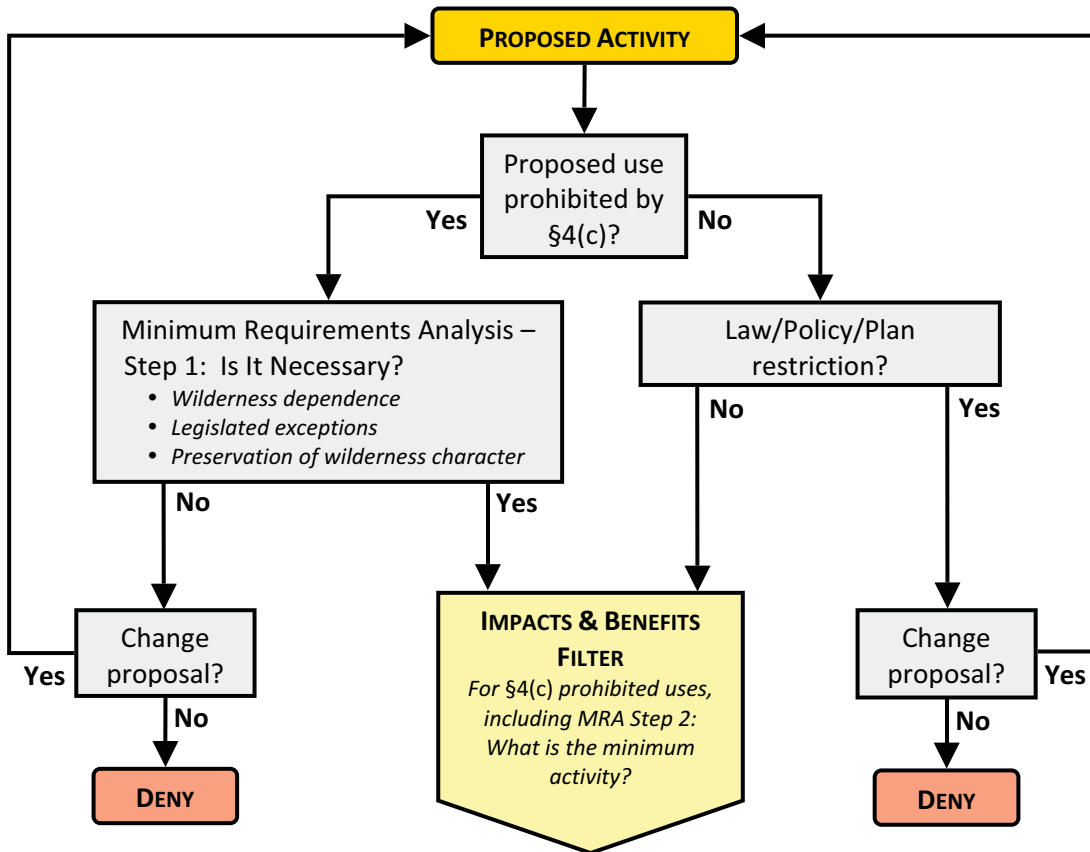 PROPOSED ACTIVITY
Proposed use
prohibited by
§4(c)?
Yes
No
Minimum Requirements Analysis –
Step 1: Is It Necessary?
• Wilderness dependence
• Legislated exceptions
• Preservation of wilderness character
Law/Policy/Plan
restriction?
No
Yes
No
Yes
Change
proposal?
Yes
No
DENY
IMPACTS & BENEFITS
FILTER
For §4(c) prohibited uses,
including MRA Step 2:
What is the minimum
activity?
Change
proposal?
Yes
No
DENY